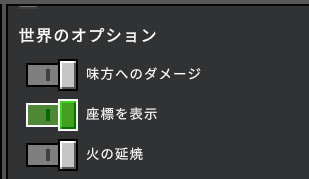 世界のオプション
味方へのダメージ
座標を表示
火の延焼